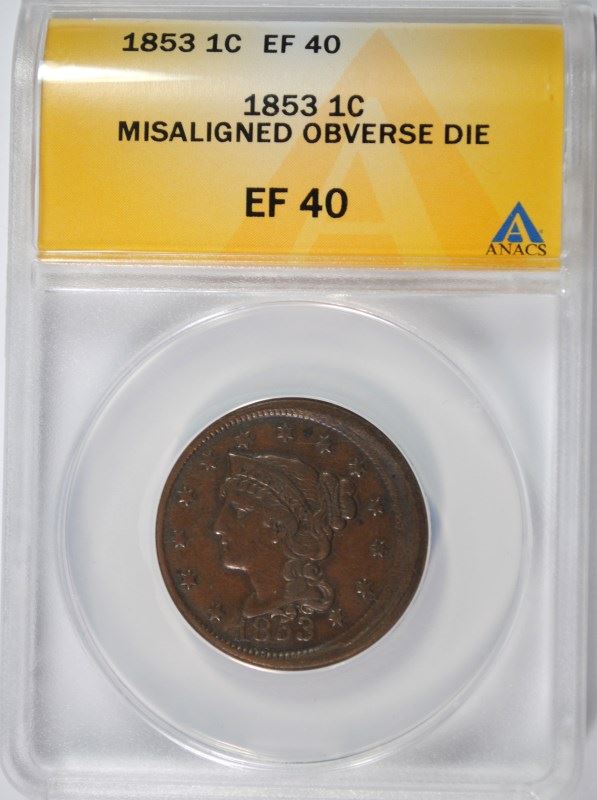 1853 1C EF 40
1853 1C
MISALIGNED OBVERSE DIE
EF 40
ANACS
1853